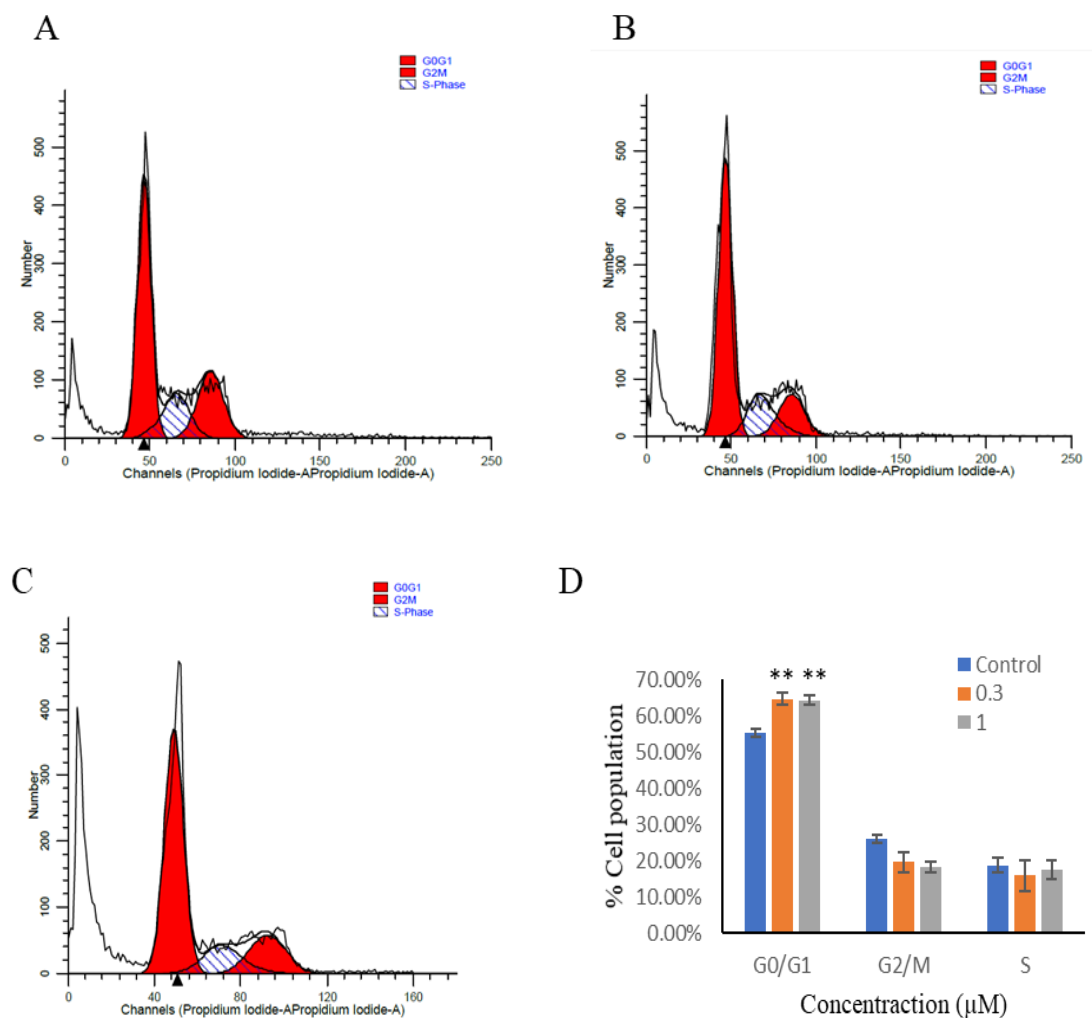 A
G0G1
G2M
S-Phase
Number
500
400
300
200
100
0
0 50 100 150 200 250
Channels (Propidium Iodide-APropidium Iodide-A)
B
G0G1
G2M
S-Phase
Number
500
400
300
200
100
0
0 50 100 150 200 250
Channels (Propidium Iodide-APropidium Iodide-A)
C
G0G1
G2M
S-Phase
Number
500
400
300
200
100
0
0 40 80 120 160
Channels (Propidium Iodide-APropidium Iodide-A)
D
Control
0.3
1
** **
% Cell population
70.00%
60.00%
50.00%
40.00%
30.00%
20.00%
10.00%
0.00%
G0/G1 G2/M S
Concentraction (µM)